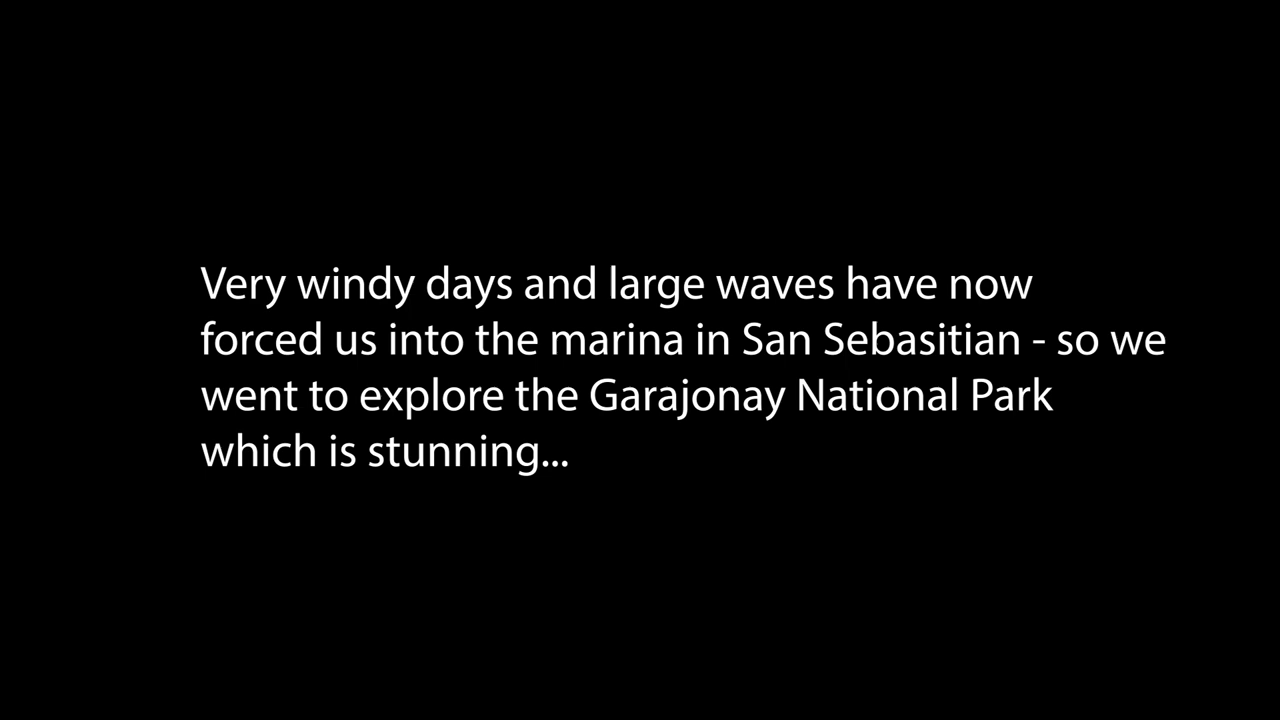 Very windy days and large waves have now
forced us into the marina in San Sebasitian - so we
went to explore the Garajonay National Park
which is stunning...